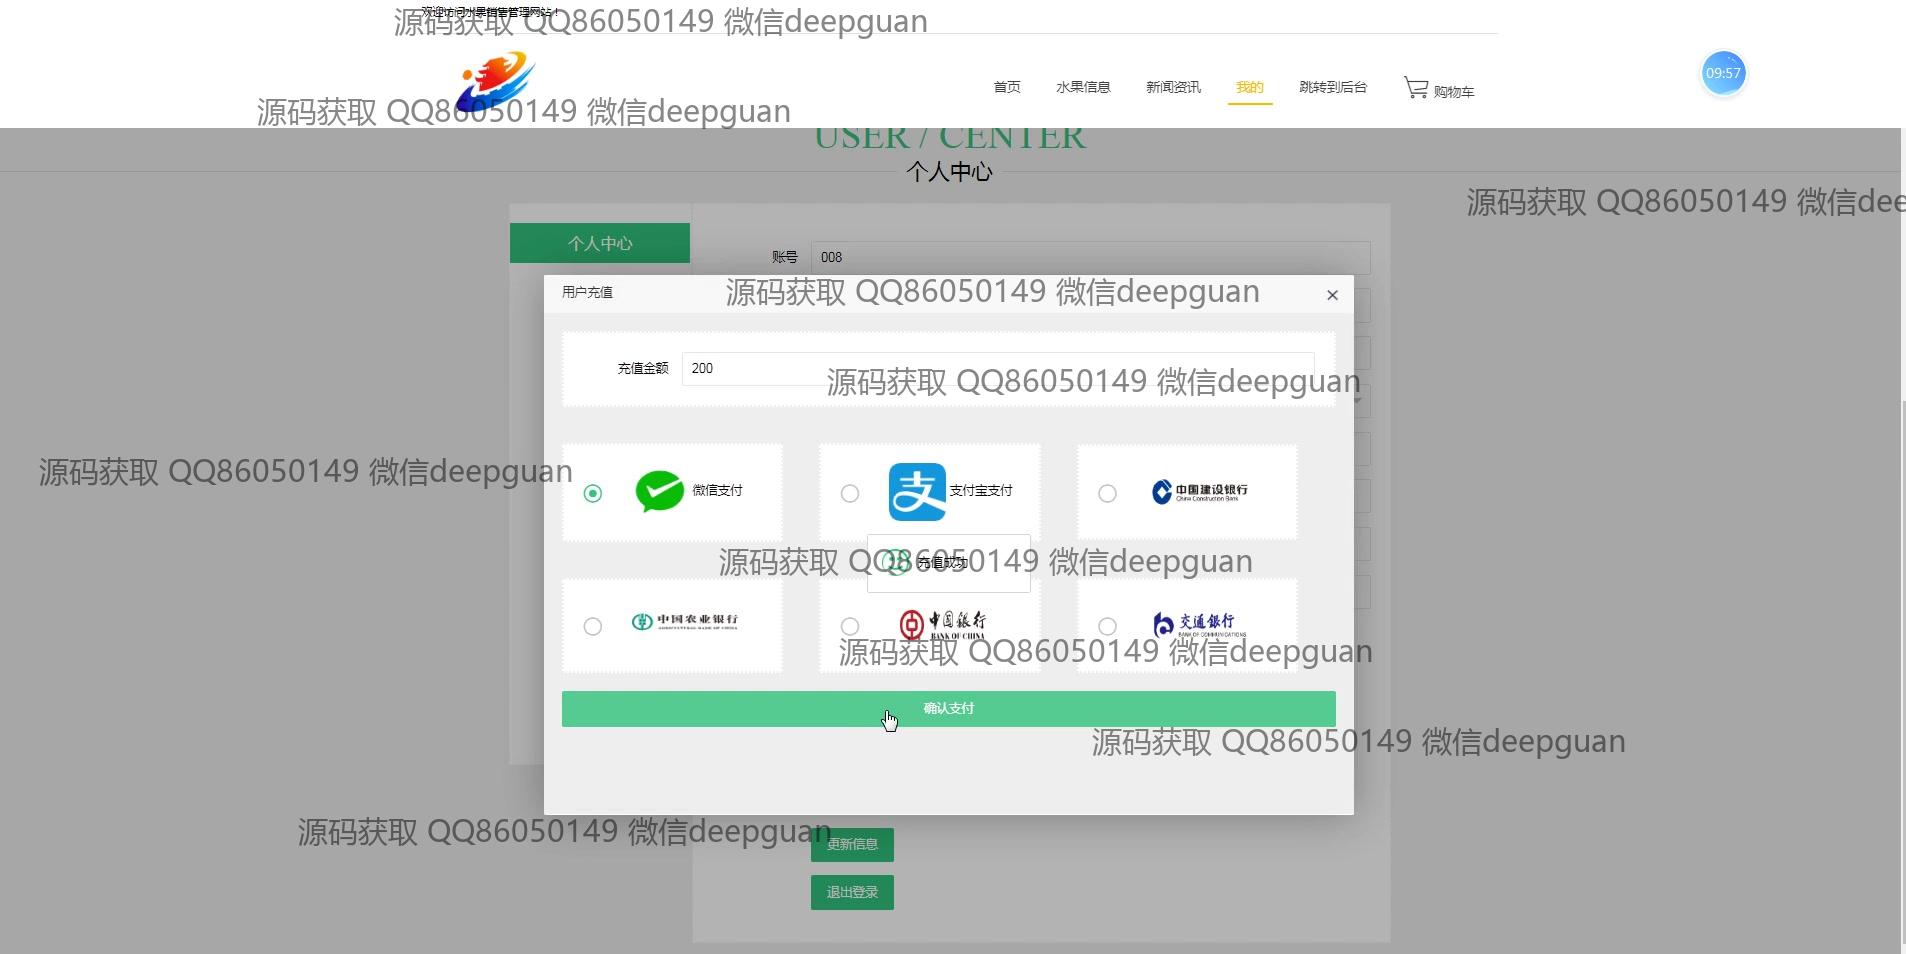 欢迎访问水果销售管理网站！
源码获取 QQ86050149 微信deepguan
首页 水果信息 新闻资讯 我的 跳转到后台 购物车
09:57
源码获取 QQ86050149 微信deepguan
USER / CENTER
个人中心
源码获取 QQ86050149 微信dee
个人中心
账号 008
用户充值
源码获取 QQ86050149 微信deepguan
×
充值金额 200
源码获取 QQ86050149 微信deepguan
源码获取 QQ86050149 微信deepguan
微信支付
支 支付宝支付
中国建设银行
China Construction Bank
源码获取 QQ86050149 微信deepguan
充值成功
中国农业银行
AGRICULTURAL BANK OF CHINA
中国银行
BANK OF CHINA
交通银行
BANK OF COMMUNICATIONS
源码获取 QQ86050149 微信deepguan
确认支付
源码获取 QQ86050149 微信deepguan
源码获取 QQ86050149 微信deepguan
更新信息
退出登录